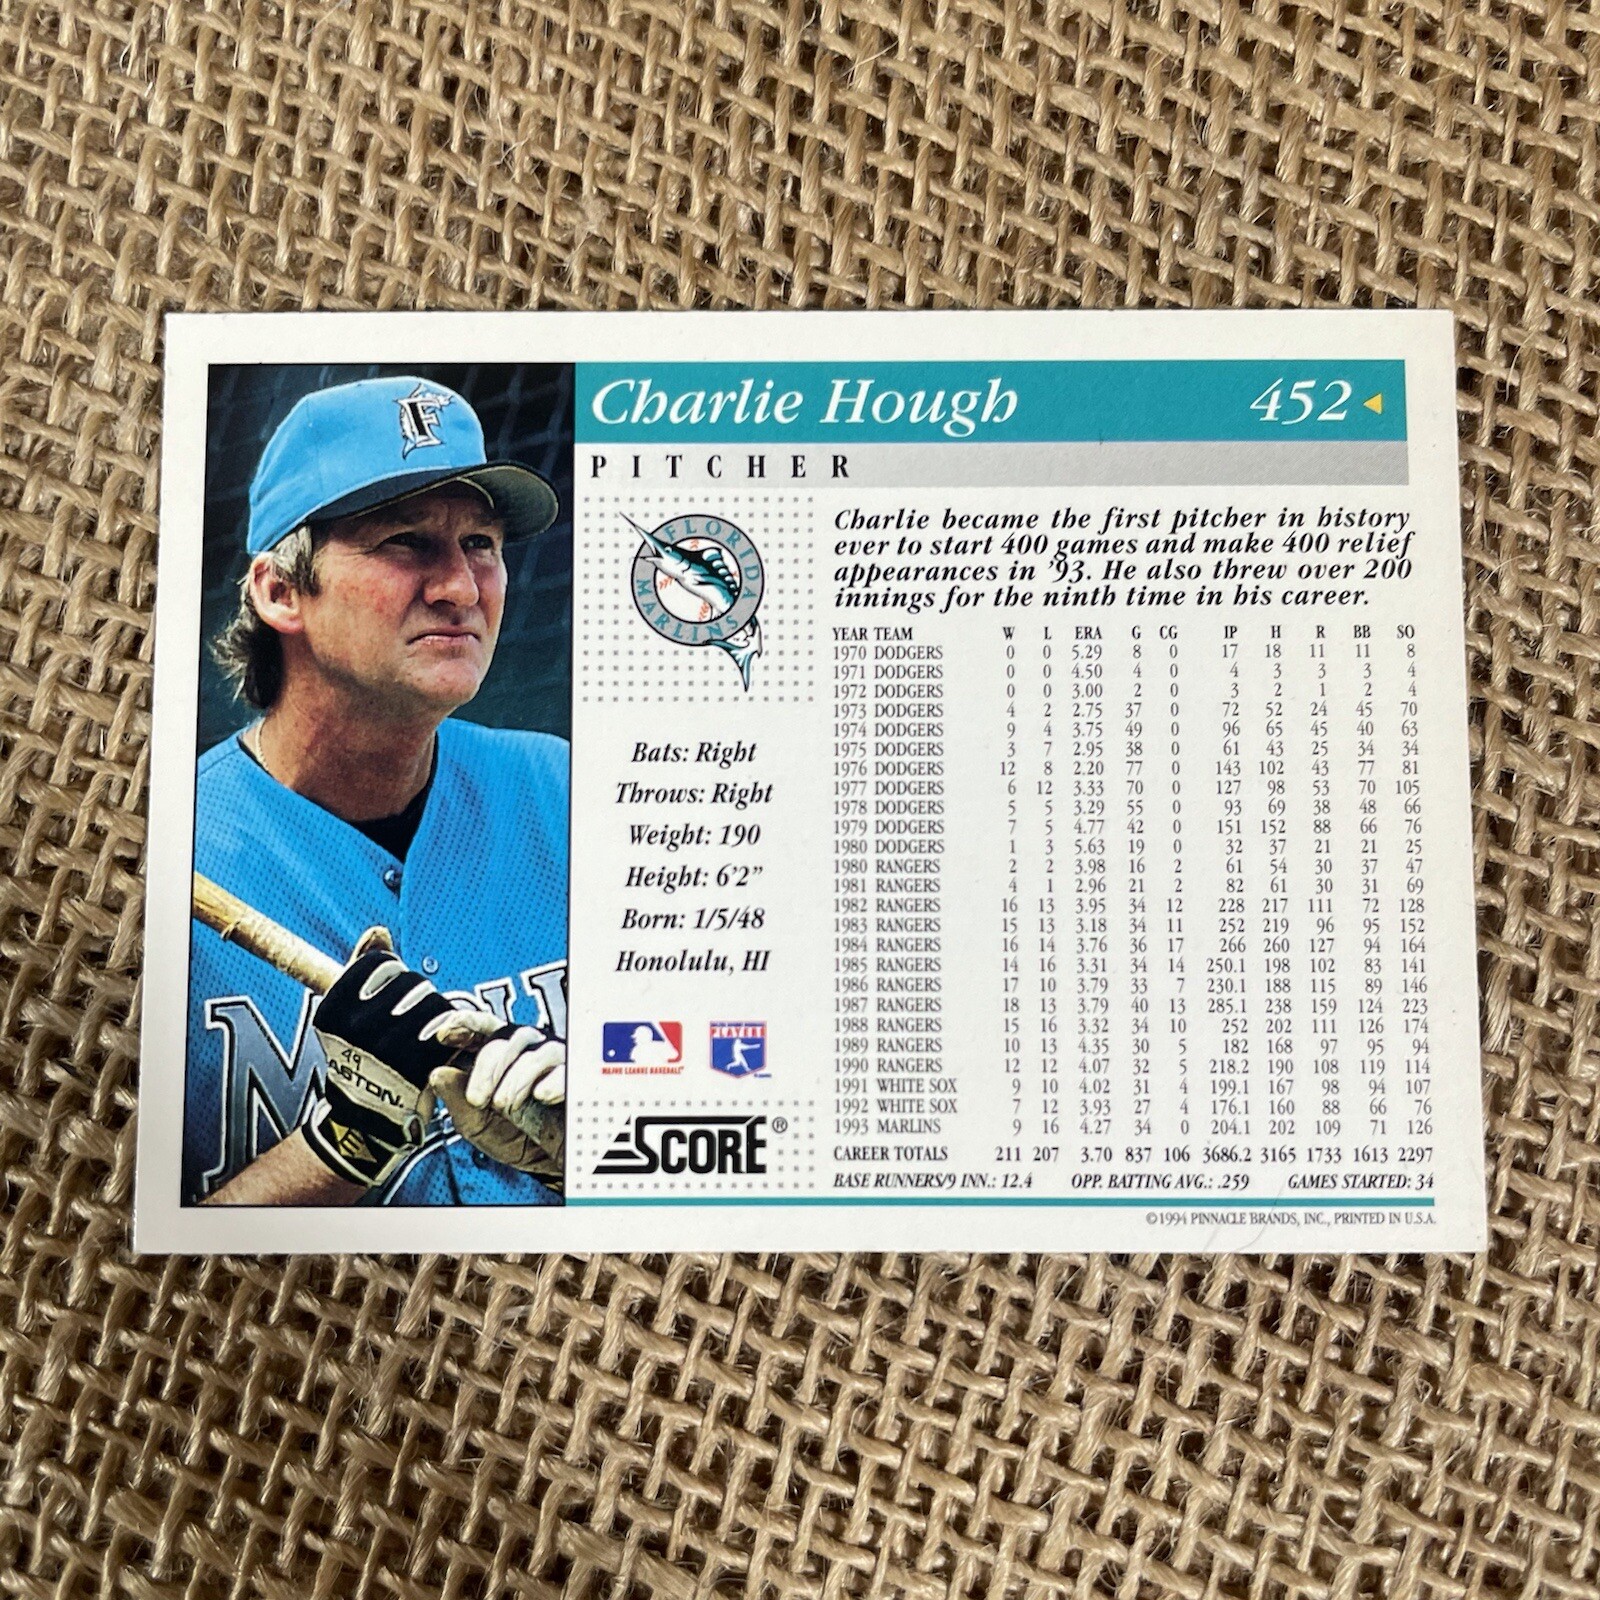 Charlie Hough 452
PITCHER
F
FLORIDA
MARLINS
Charlie became the first pitcher in history
ever to start 400 games and make 400 relief
appearances in '93. He also threw over 200
innings for the ninth time in his career.
Bats: Right
Throws: Right
Weight: 190
Height: 6'2"
Born: 1/5/48
Honolulu, HI
MAJOR LEAGUE BASEBALL
PLAYERS
49
EASTON
SCORE®
YEAR TEAM W L ERA G CG IP H R BB SO
1970 DODGERS 0 0 5.29 8 0 17 18 11 11 8
1971 DODGERS 0 0 4.50 4 0 4 3 3 3 4
1972 DODGERS 0 0 3.00 2 0 3 2 1 2 4
1973 DODGERS 4 2 2.75 37 0 72 52 24 45 70
1974 DODGERS 9 4 3.75 49 0 96 65 45 40 63
1975 DODGERS 3 7 2.95 38 0 61 43 25 34 34
1976 DODGERS 12 8 2.20 77 0 143 102 43 77 81
1977 DODGERS 6 12 3.33 70 0 127 98 53 70 105
1978 DODGERS 5 5 3.29 55 0 93 69 38 48 66
1979 DODGERS 7 5 4.77 42 0 151 152 88 66 76
1980 DODGERS 1 3 5.63 19 0 32 37 21 21 25
1980 RANGERS 2 2 3.98 16 2 61 54 30 37 47
1981 RANGERS 4 1 2.96 21 2 82 61 30 31 69
1982 RANGERS 16 13 3.95 34 12 228 217 111 72 128
1983 RANGERS 15 13 3.18 34 11 252 219 96 95 152
1984 RANGERS 16 14 3.76 36 17 266 260 127 94 164
1985 RANGERS 14 16 3.31 34 14 250.1 198 102 83 141
1986 RANGERS 17 10 3.79 33 7 230.1 188 115 89 146
1987 RANGERS 18 13 3.79 40 13 285.1 238 159 124 223
1988 RANGERS 15 16 3.32 34 10 252 202 111 126 174
1989 RANGERS 10 13 4.35 30 5 182 168 97 95 94
1990 RANGERS 12 12 4.07 32 5 218.2 190 108 119 114
1991 WHITE SOX 9 10 4.02 31 4 199.1 167 98 94 107
1992 WHITE SOX 7 12 3.93 27 4 176.1 160 88 66 76
1993 MARLINS 9 16 4.27 34 0 204.1 202 109 71 126
CAREER TOTALS 211 207 3.70 837 106 3686.2 3165 1733 1613 2297
BASE RUNNERS/9 INN.: 12.4 OPP. BATTING AVG.: .259 GAMES STARTED: 34
©1994 PINNACLE BRANDS, INC., PRINTED IN U.S.A.